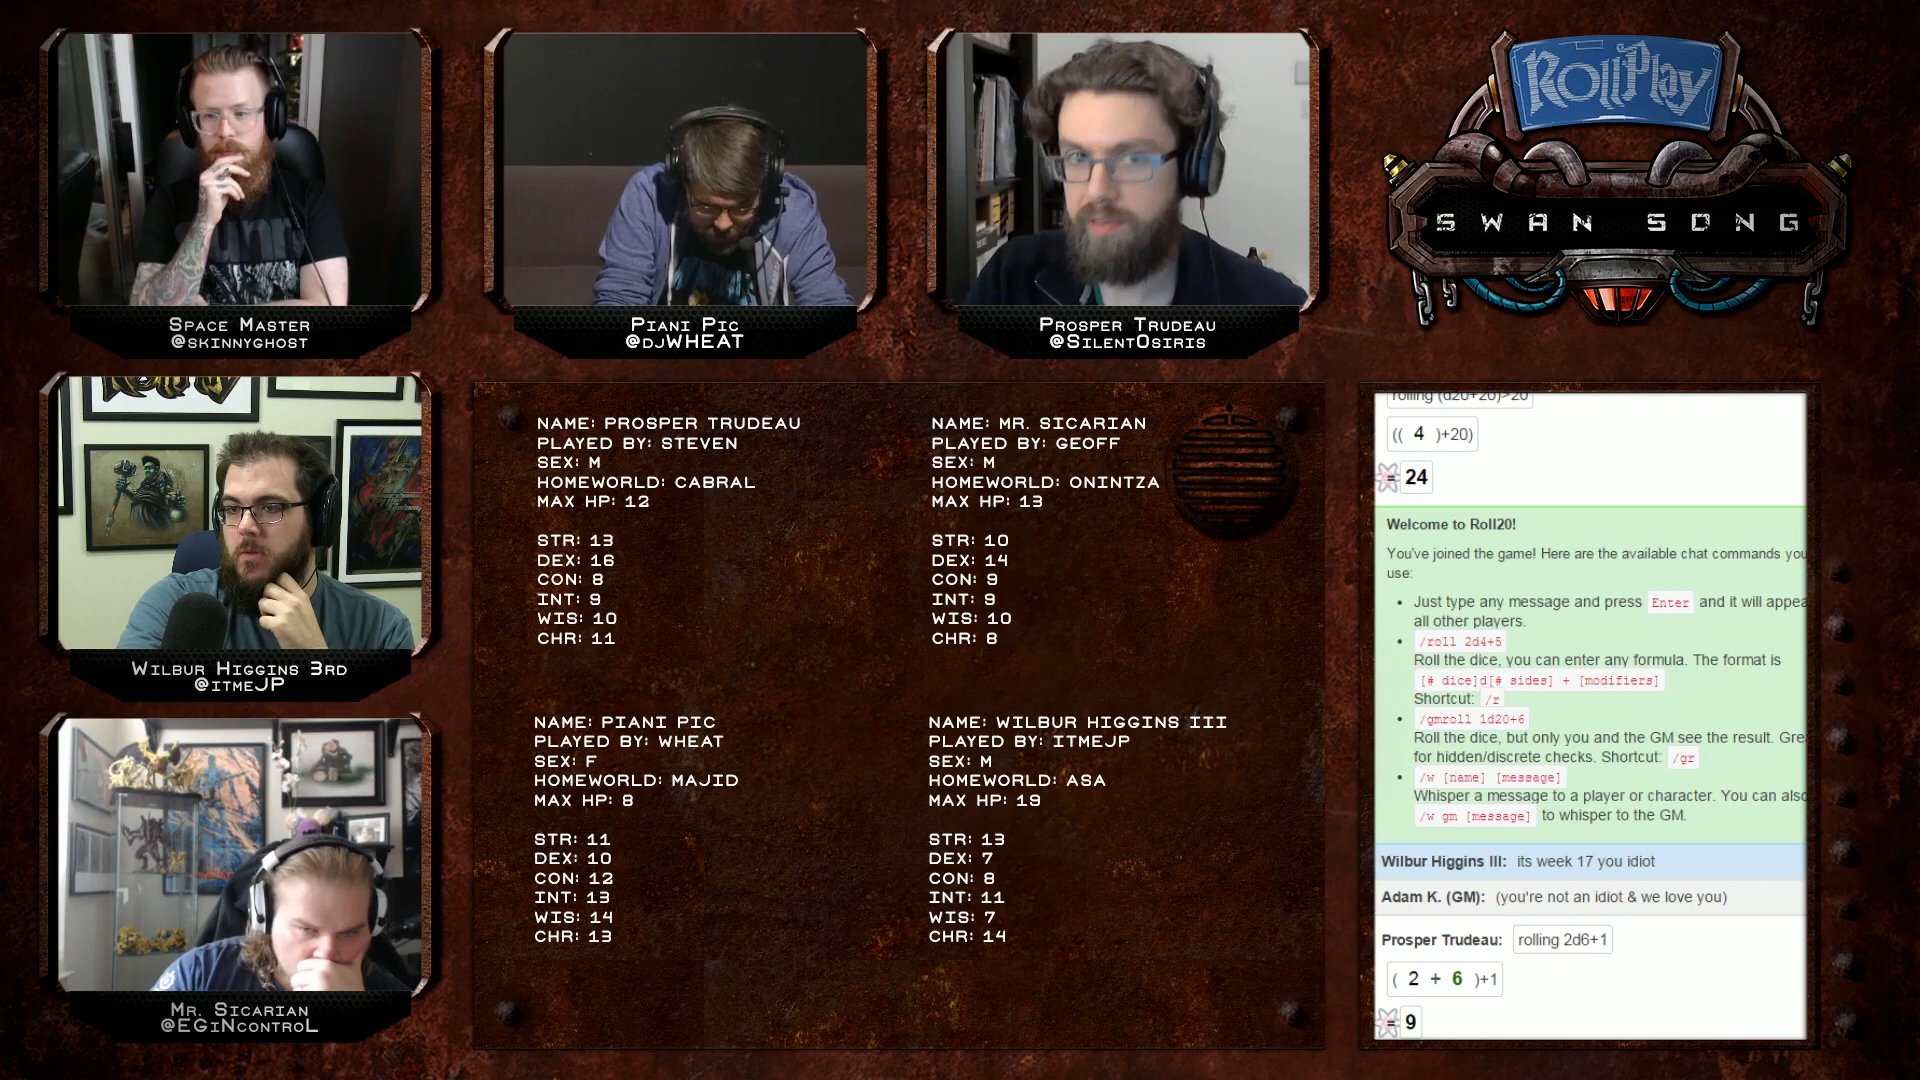 RollPlay
SWAN SONG
Space Master
@skinnyghost
Piani Pic
@djWHEAT
Prosper Trudeau
@SilentOsiris
Wilbur Higgins 3rd
@itmeJP
Mr. Sicarian
@EGiNcontroL
NAME: PROSPER TRUDEAU
PLAYED BY: STEVEN
SEX: M
HOMEWORLD: CABRAL
MAX HP: 12
STR: 13
DEX: 16
CON: 8
INT: 9
WIS: 10
CHR: 11
NAME: MR. SICARIAN
PLAYED BY: GEOFF
SEX: M
HOMEWORLD: ONINTZA
MAX HP: 13
STR: 10
DEX: 14
CON: 9
INT: 9
WIS: 10
CHR: 8
NAME: PIANI PIC
PLAYED BY: WHEAT
SEX: F
HOMEWORLD: MAJID
MAX HP: 8
STR: 11
DEX: 10
CON: 12
INT: 13
WIS: 14
CHR: 13
NAME: WILBUR HIGGINS III
PLAYED BY: ITMEJP
SEX: M
HOMEWORLD: ASA
MAX HP: 19
STR: 13
DEX: 7
CON: 8
INT: 11
WIS: 7
CHR: 14
rolling (d20+20)>20
(( 4 )+20)
= 24
Welcome to Roll20!
You've joined the game! Here are the available chat commands you
use:
• Just type any message and press Enter and it will appea
all other players.
• /roll 2d4+5
Roll the dice, you can enter any formula. The format is
[# dice]d[# sides] + [modifiers]
Shortcut: /r
• /gmroll 1d20+6
Roll the dice, but only you and the GM see the result. Gre
for hidden/discrete checks. Shortcut: /gr
• /w [name] [message]
Whisper a message to a player or character. You can also
/w gm [message] to whisper to the GM.
Wilbur Higgins III: its week 17 you idiot
Adam K. (GM): (you're not an idiot & we love you)
Prosper Trudeau: rolling 2d6+1
( 2 + 6 )+1
= 9